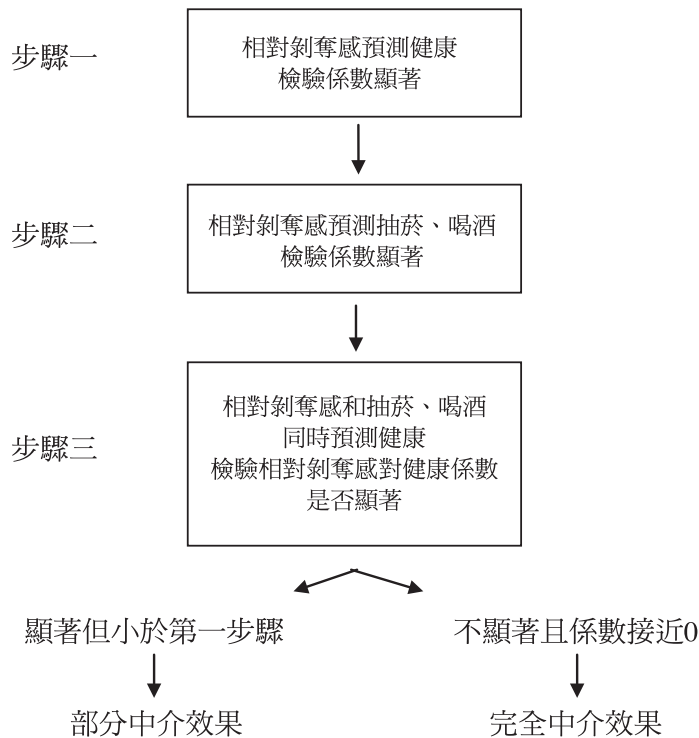 步驟一
相對剝奪感預測健康
檢驗係數顯著
步驟二
相對剝奪感預測抽菸、喝酒
檢驗係數顯著
步驟三
相對剝奪感和抽菸、喝酒
同時預測健康
檢驗相對剝奪感對健康係數
是否顯著
顯著但小於第一步驟
不顯著且係數接近0
部分中介效果
完全中介效果